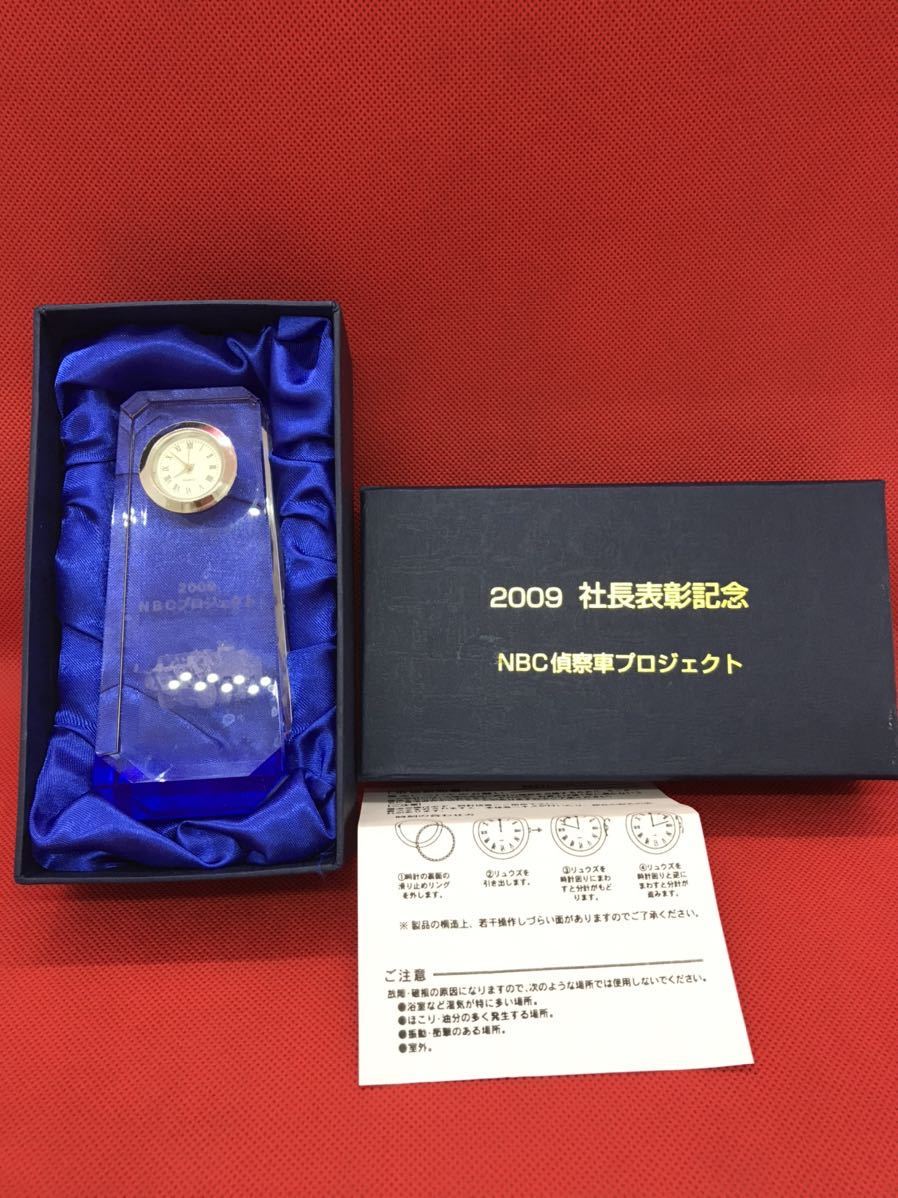 2009
NBCプロジェクト
2009 社長表彰記念
NBC偵察車プロジェクト
①時計の裏面の
滑り止めリング
を外します。
②リュウズを
引き出します。
③リュウズを
時計回りにまわ
すと分針がもど
ります。
④リュウズを
時計回りと逆に
まわすと分針が
進みます。
※ 製品の構造上、若干操作しづらい面がありますのでご了承ください。
ご注意
故障・破損の原因になりますので、次のような場所では使用しないでください。
●浴室など湿気が特に多い場所。
●ほこり・油分の多く発生する場所。
●振動・衝撃のある場所。
●室外。